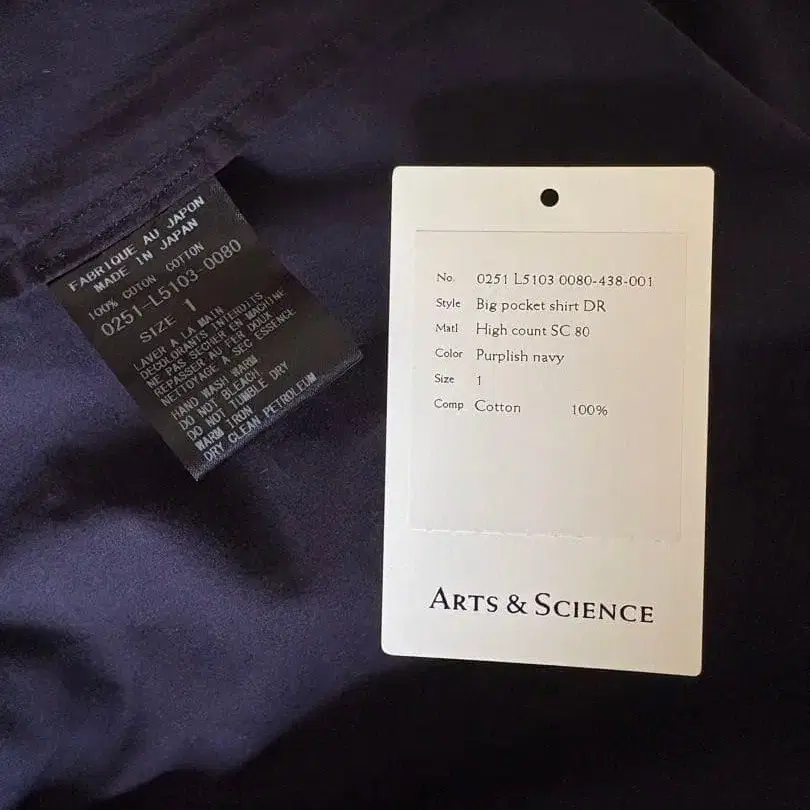 FABRIQUE AU JAPON
MADE IN JAPAN
100% COTON COTTON
0251-L5103-0080
SIZE 1
LAVER A LA MAIN
DECOLORANTS INTERDITS
NE PAS SECHER EN MACHINE
REPASSER AU FEN DOUX
NETTOYAGE A SEC ESSENCE
HAND WASH WARM
DO NOT BLEACH
DO NOT TUMBLE DRY
WARM IRON
DRY CLEAN PETROLEUM
No. 0251 L5103 0080-438-001
Style Big pocket shirt DR
Matl High count SC 80
Color Purplish navy
Size 1
Comp Cotton 100%
ARTS & SCIENCE